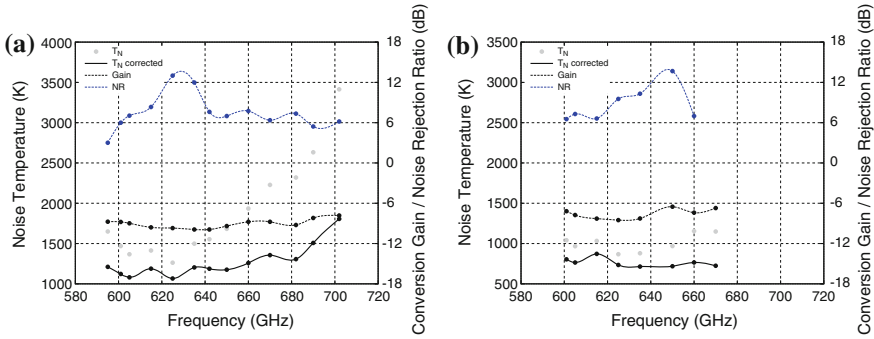 (a)
4000
3500
3000
2500
2000
1500
1000
Noise Temperature (K)
T_N
T_N corrected
Gain
NR
18
12
6
0
-6
-12
-18
Conversion Gain / Noise Rejection Ratio (dB)
580 600 620 640 660 680 700 720
Frequency (GHz)
(b)
3500
3000
2500
2000
1500
1000
500
Noise Temperature (K)
T_N
T_N corrected
Gain
NR
18
12
6
0
-6
-12
-18
Conversion Gain / Noise Rejection Ratio (dB)
580 600 620 640 660 680 700 720
Frequency (GHz)